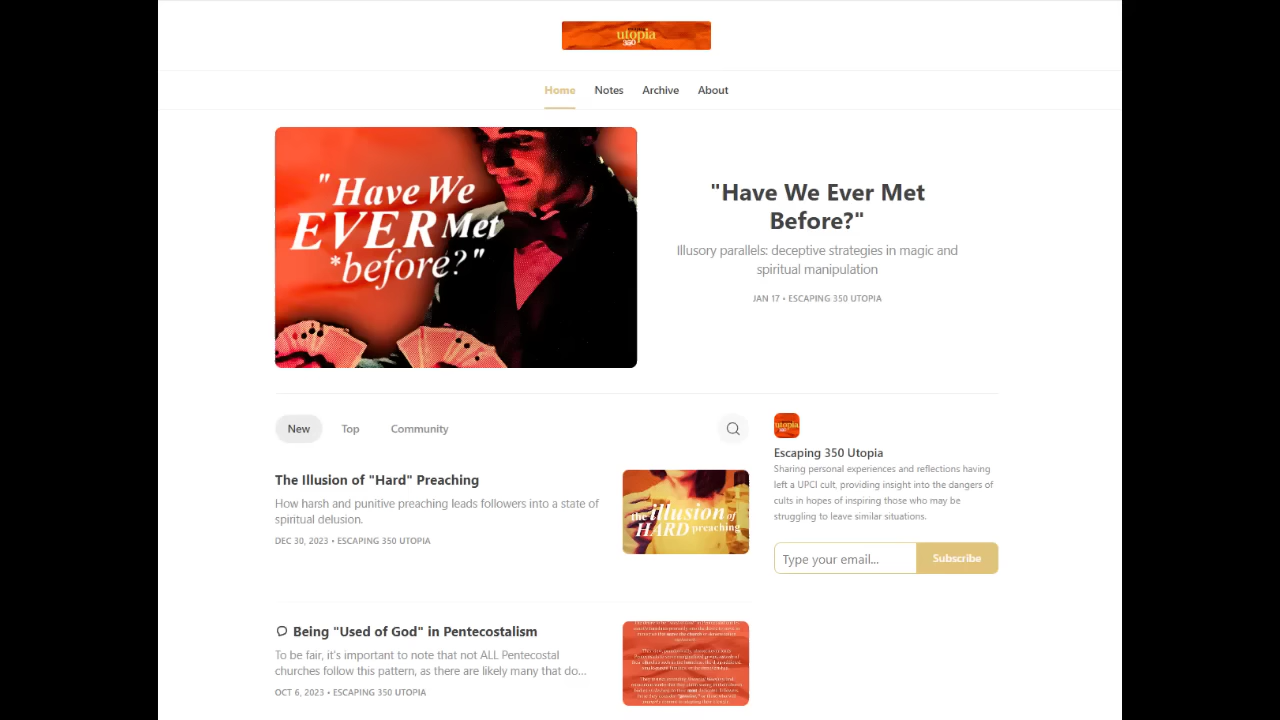 utopia
350
Home Notes Archive About
"Have We
EVER Met
*before?"
"Have We Ever Met
Before?"
Illusory parallels: deceptive strategies in magic and
spiritual manipulation
JAN 17 • ESCAPING 350 UTOPIA
New Top Community
The Illusion of "Hard" Preaching
How harsh and punitive preaching leads followers into a state of
spiritual delusion.
DEC 30, 2023 • ESCAPING 350 UTOPIA
the illusion of
HARD preaching
Being "Used of God" in Pentecostalism
To be fair, it's important to note that not ALL Pentecostal
churches follow this pattern, as there are likely many that do...
OCT 6, 2023 • ESCAPING 350 UTOPIA
utopia
Escaping 350 Utopia
Sharing personal experiences and reflections having
left a UPCI cult, providing insight into the dangers of
cults in hopes of inspiring those who may be
struggling to leave similar situations.
Type your email... Subscribe